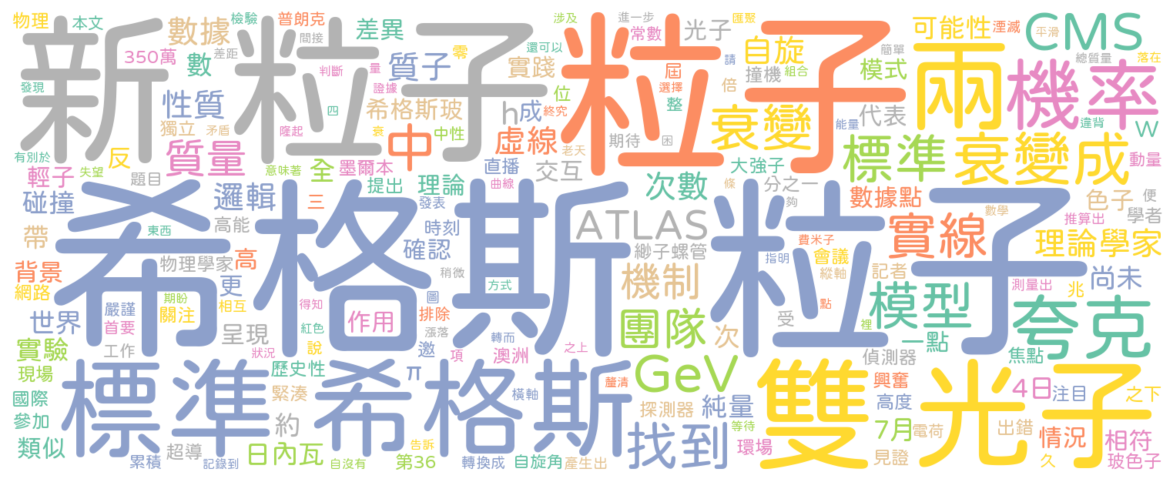 物理 本文 數據 檢驗 普朗克 差異 涉及 進一步 匯聚 可能性 湮滅 CMS 平滑
新粒子 350萬 差距 間接 零 還可以 常數 光子 請 自旋 簡單 總質量 落在
發現 數 判斷 量 質子 實踐 屆 撞機 倍 組合 模式 兩 機率
性質 證據 四 終究 選擇 粒子
獨立 矛盾 隆起 希格斯玻 h 成 位 整 衰變 代表 能量 違背
有別於 反 中 中性 衰 虛線 期待 困 標準 衰變成 W
輕子 失望 質量 意味著 全 墨爾本 老天 直播 交互 大強子 動量
題目 提出 理論 曲線 發表 次數 條 分之一 夠 數據點 色子 便
碰撞 邏輯 三 ATLAS 數學 推算出 學者
帶 高能 確認 時刻 緲子螺管 費米子 會議 實線 理論學家
背景 東西 物理學家 高 稍微 機制 指明 縱軸 記者 測量出 尚未
網路 嚴謹 期盼 更 得知 圖 方式 希格斯粒子 點 模型 兆 夸克
世界 首要 關注 相互 紅色 作用 排除 漲落 團隊 次 受 一點 裡
實驗 工作 呈現 狀況 說 邀 轉而 項 之上 偵測器 焦點
現場 歷史性 π 澳洲 釐清 GeV 興奮 4日 注目 之下
國際 標準希格斯 緊湊 橫軸 探測器 純量 雙光子 高度
參加 約 等待 7月 電荷 出錯 情況 相符
類似 超導 日內瓦 告訴 找到 環場 見證 久 玻色子
累積 記錄到 自沒有 第36 轉換成 自旋角 產生出